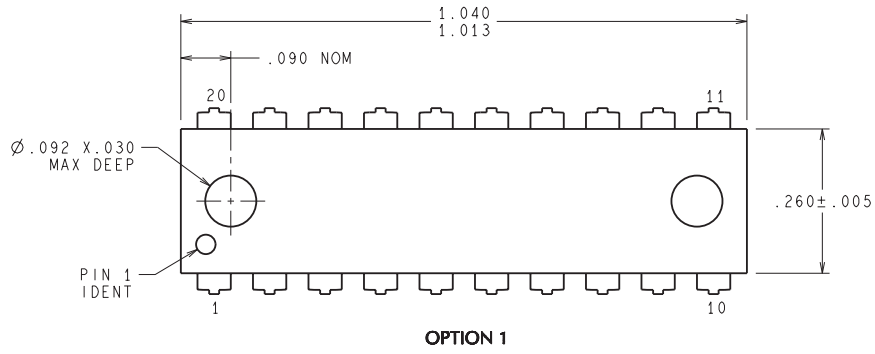 1.040
1.013
.090 NOM
20
11
Ø.092 X.030
MAX DEEP
.260±.005
PIN 1
IDENT
1
10
OPTION 1